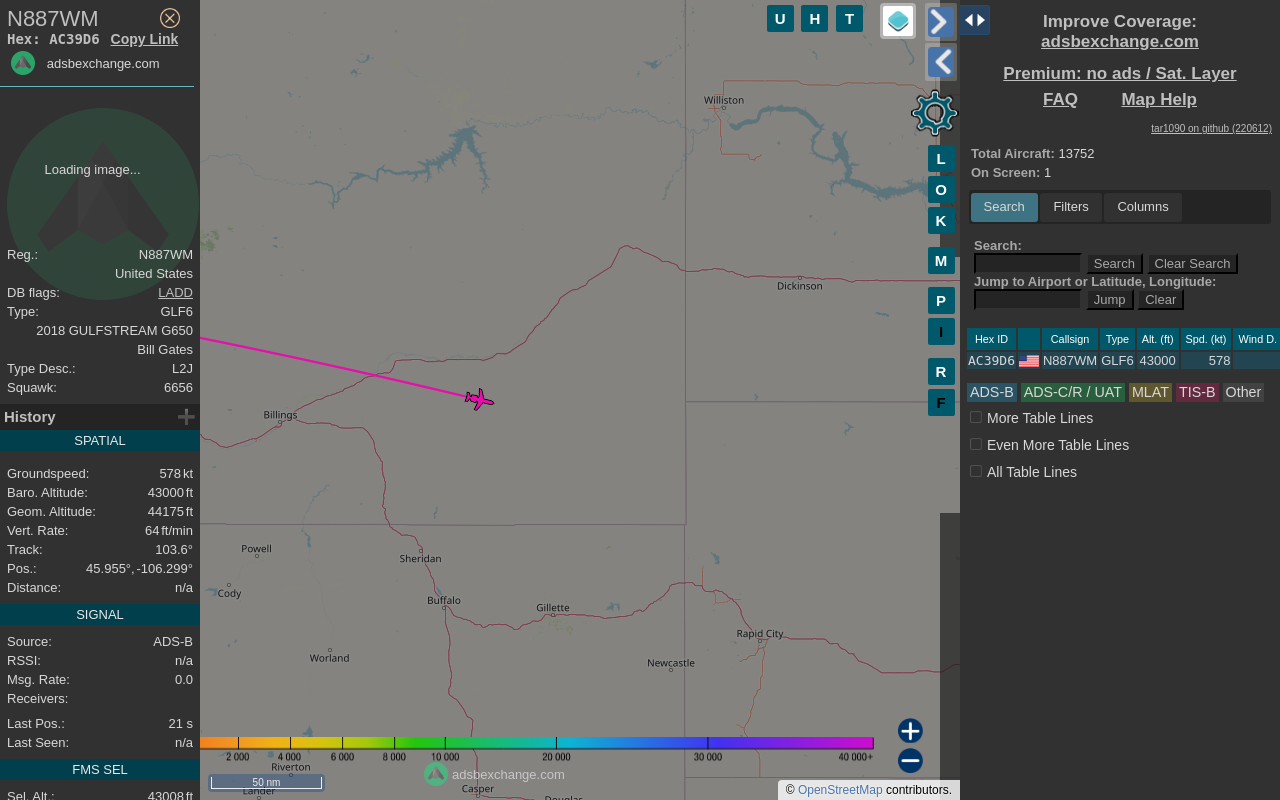 N887WM
Hex: AC39D6 Copy Link
adsbexchange.com
Loading image...
Reg.: N887WM
United States
DB flags: LADD
Type: GLF6
2018 GULFSTREAM G650
Bill Gates
Type Desc.: L2J
Squawk: 6656
History
SPATIAL
Groundspeed: 578 kt
Baro. Altitude: 43000 ft
Geom. Altitude: 44175 ft
Vert. Rate: 64 ft/min
Track: 103.6°
Pos.: 45.955°, -106.299°
Distance: n/a
SIGNAL
Source: ADS-B
RSSI: n/a
Msg. Rate: 0.0
Receivers:
Last Pos.: 21 s
Last Seen: n/a
FMS SEL
Sel. Alt.: 43008 ft
U H T
Williston
L
O
K
M
Dickinson
P
I
R
F
Billings
Powell
Sheridan
Cody
Buffalo
Gillette
Rapid City
Worland
Newcastle
2 000 4 000 6 000 8 000 10 000 20 000 30 000 40 000+
Riverton
50 nm
adsbexchange.com
Lander
Casper
Douglas
© OpenStreetMap contributors.
Improve Coverage:
adsbexchange.com
Premium: no ads / Sat. Layer
FAQ Map Help
tar1090 on github (220612)
Total Aircraft: 13752
On Screen: 1
Search Filters Columns
Search:
Search Clear Search
Jump to Airport or Latitude, Longitude:
Jump Clear
Hex ID Callsign Type Alt. (ft) Spd. (kt) Wind D.
AC39D6 N887WM GLF6 43000 578
ADS-B ADS-C/R / UAT MLAT TIS-B Other
More Table Lines
Even More Table Lines
All Table Lines